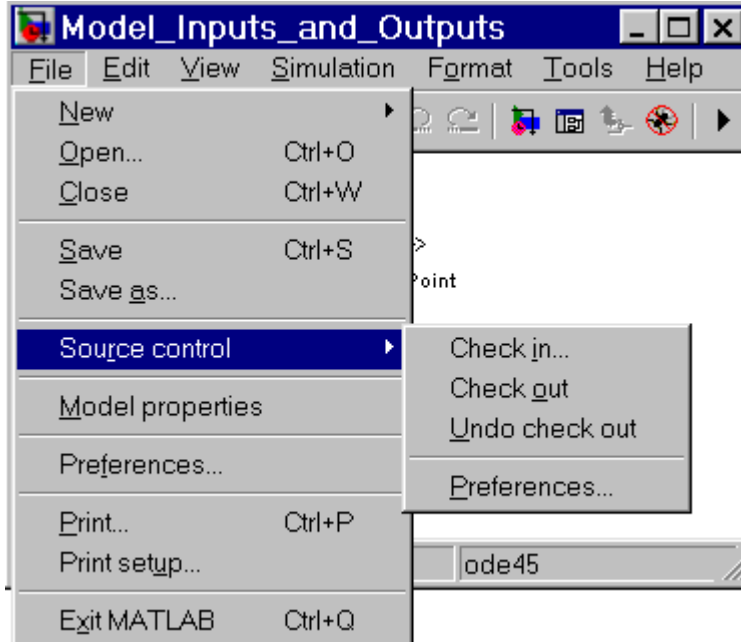 Model_Inputs_and_Outputs
File Edit View Simulation Format Tools Help
New
Open... Ctrl+O
Close Ctrl+W
Save Ctrl+S
Save as...
Point
Source control
Check in...
Check out
Undo check out
Preferences...
Model properties
Preferences...
Print... Ctrl+P
Print setup...
ode45
Exit MATLAB Ctrl+Q